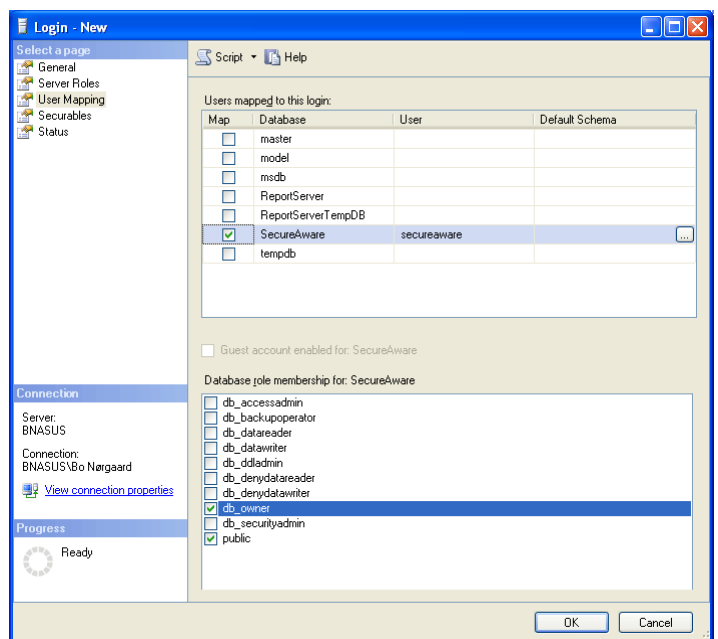 Login - New
Select a page
General
Server Roles
User Mapping
Securables
Status
Script
Help
Users mapped to this login:
Map Database User Default Schema
master
model
msdb
ReportServer
ReportServerTempDB
SecureAware secureaware ...
tempdb
Guest account enabled for: SecureAware
Database role membership for: SecureAware
db_accessadmin
db_backupoperator
db_datareader
db_datawriter
db_ddladmin
db_denydatareader
db_denydatawriter
db_owner
db_securityadmin
public
Connection
Server:
BNASUS
Connection:
BNASUS\Bo Nørgaard
View connection properties
Progress
Ready
OK Cancel